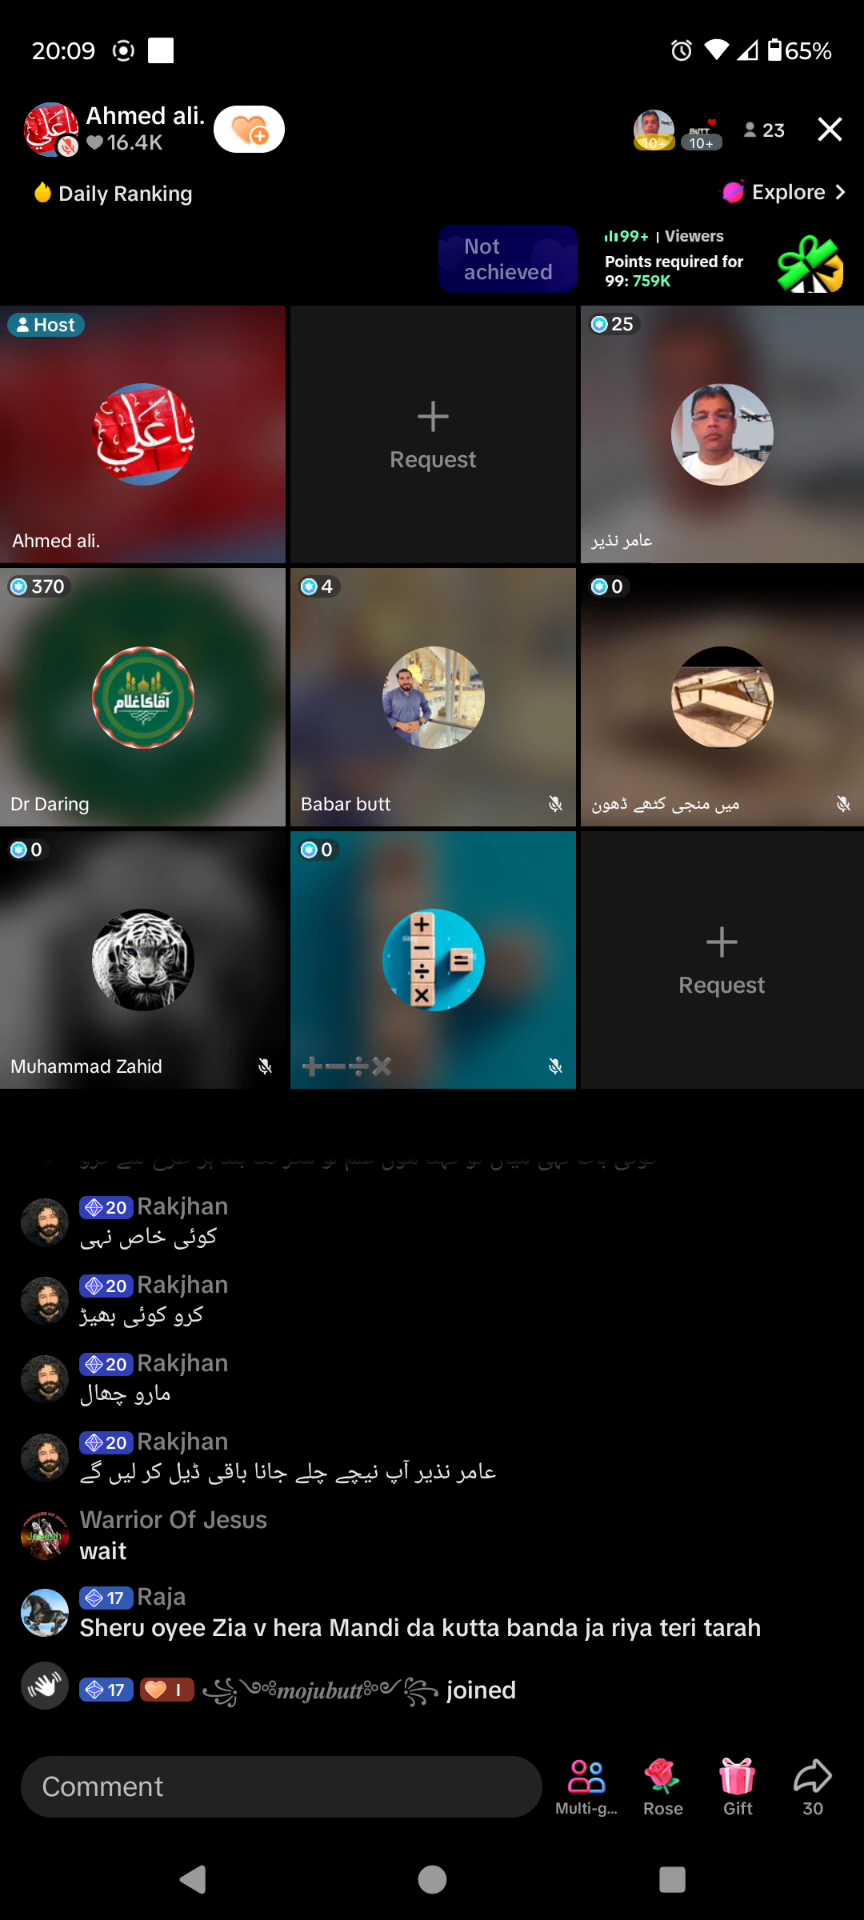 20:09
65%
Ahmed ali.
16.4K
10+
10+
23
Daily Ranking
Explore
Not
achieved
99+ | Viewers
Points required for
99: 759K
Host
یاعلي
Ahmed ali.
Request
25
عامر نذیر
370
آقاکاغلام
Dr Daring
4
Babar butt
0
میں منجی کتھے ڈھون
0
Muhammad Zahid
0
+−÷×
Request
20 Rakjhan
کوئی خاص نہی
20 Rakjhan
کرو کوئی بھیڑ
20 Rakjhan
مارو چھال
20 Rakjhan
عامر نذیر آپ نیچے چلے جانا باقی ڈیل کر لیں گے
Warrior Of Jesus
wait
17 Raja
Sheru oyee Zia v hera Mandi da kutta banda ja riya teri tarah
17 I mojubutt joined
Comment
Multi-g...
Rose
Gift
30